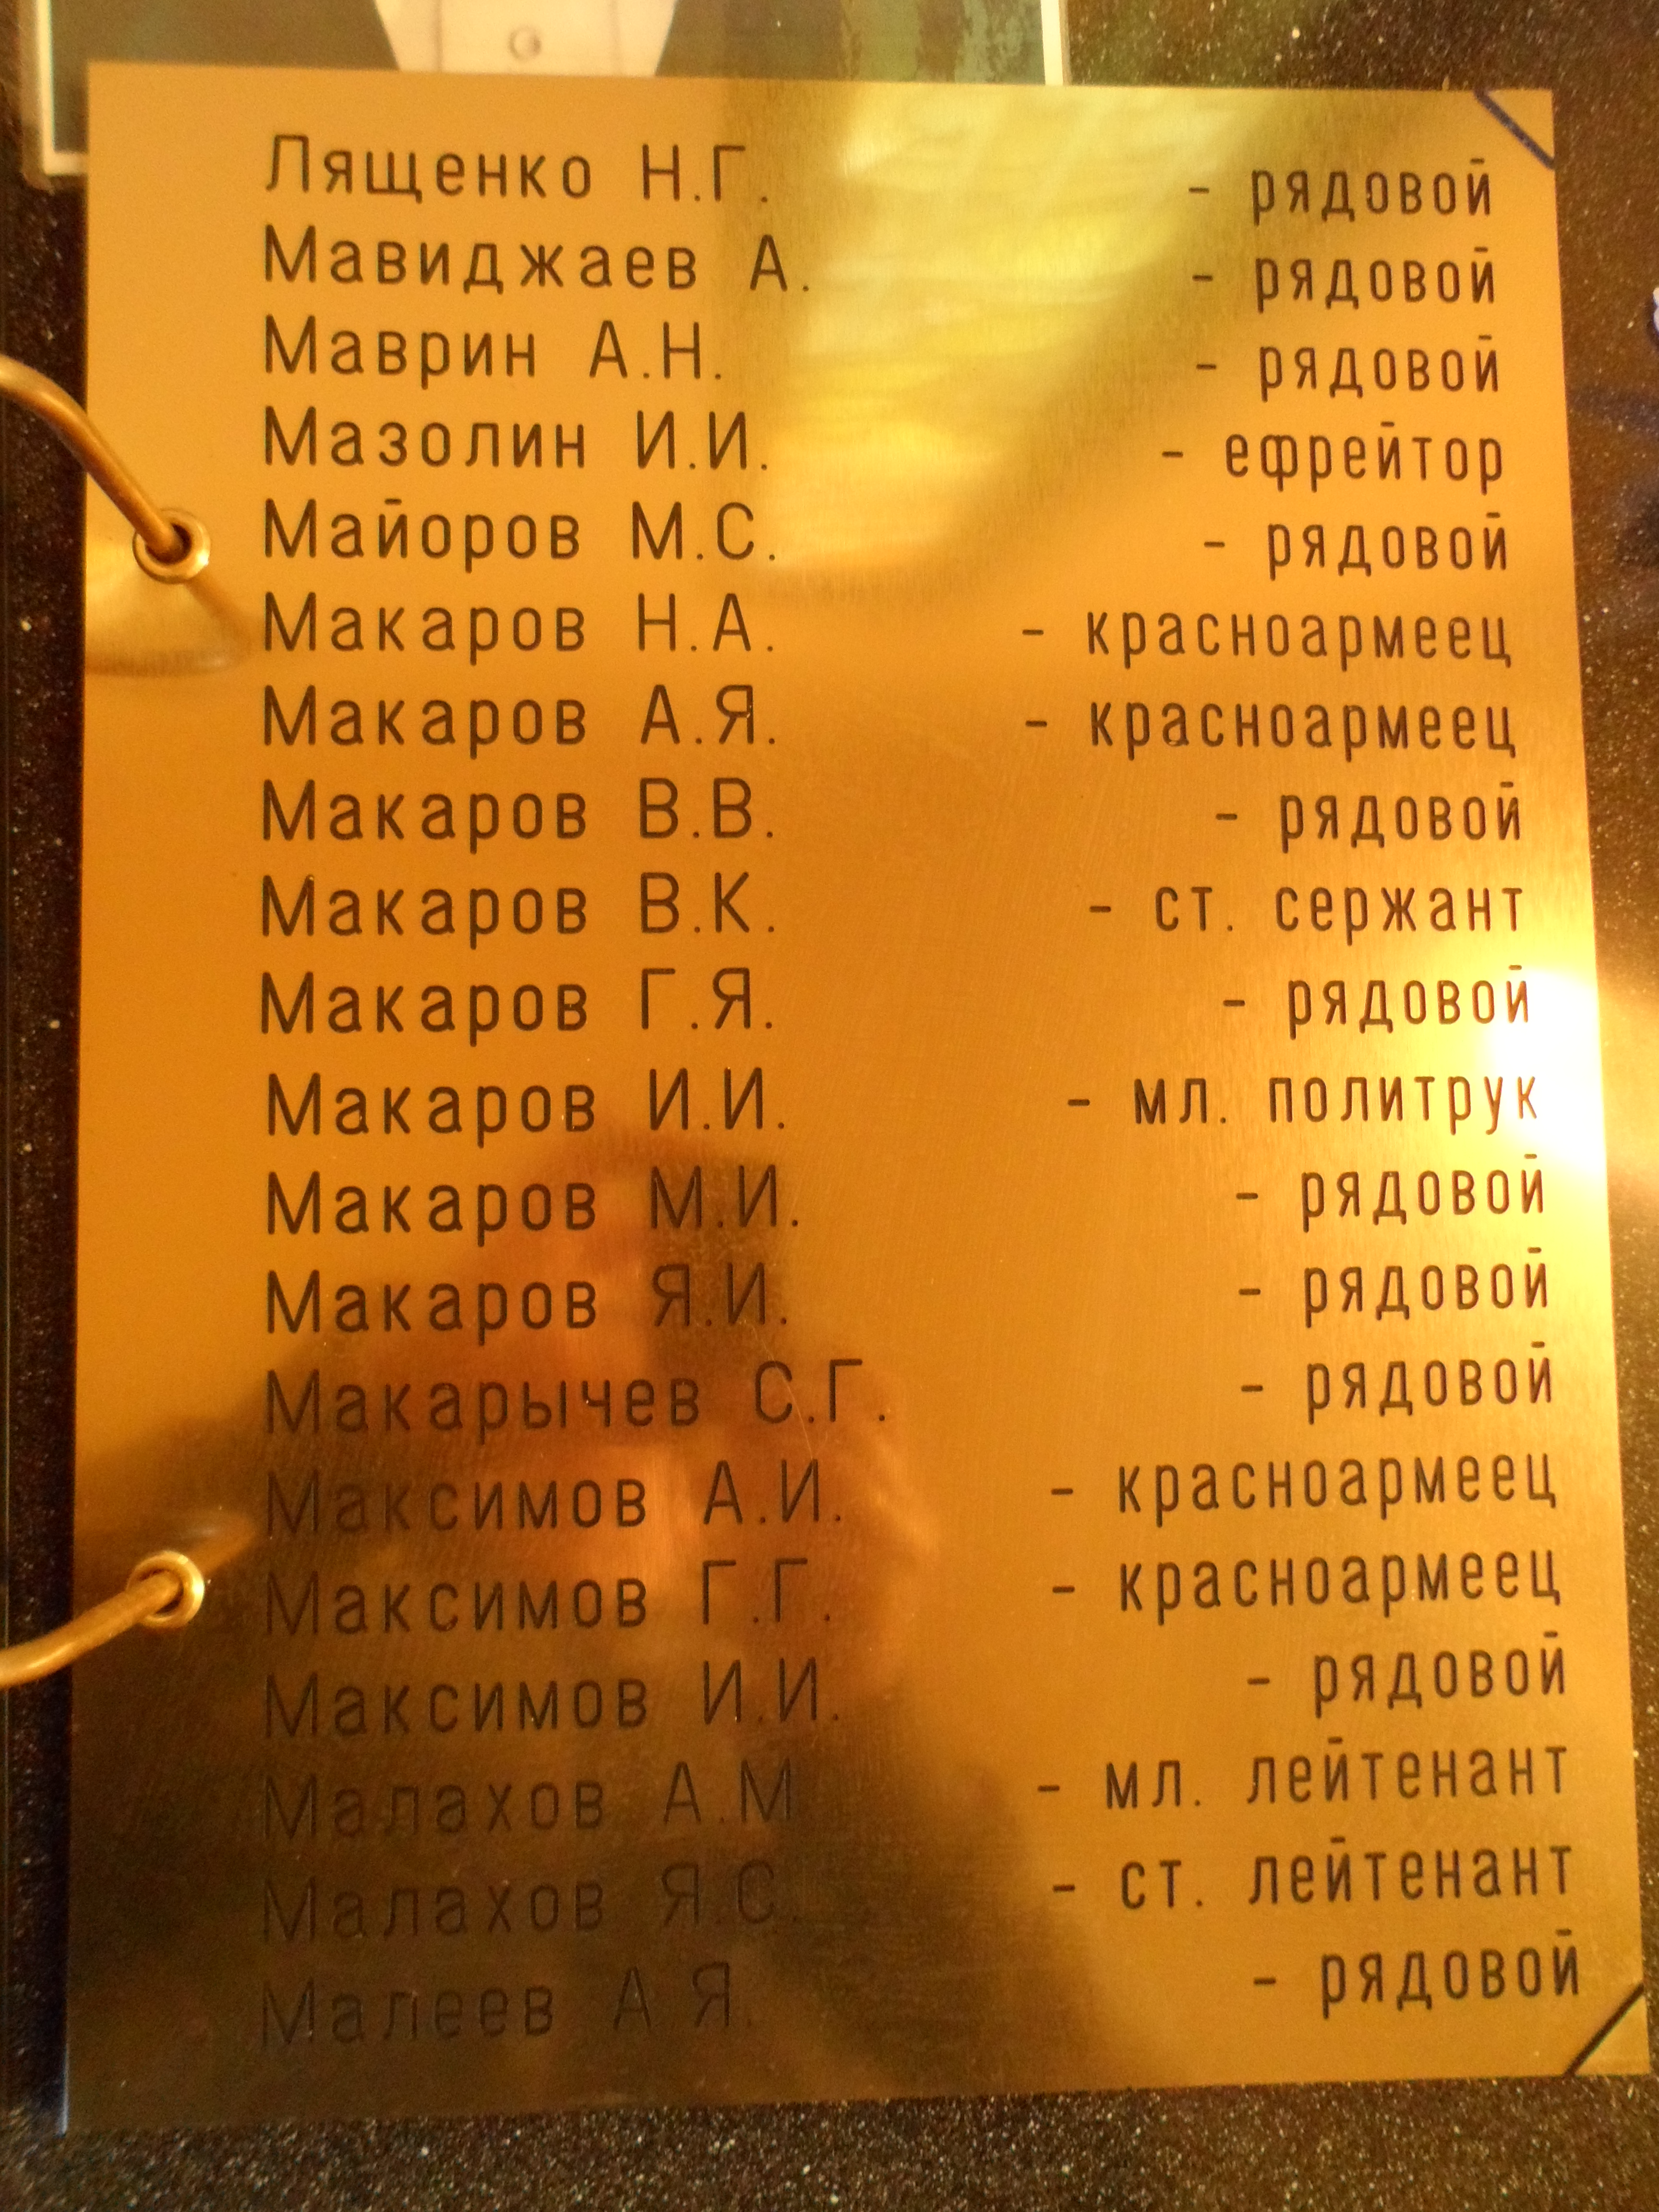 Лященко Н.Г. - рядовой
Мавиджаев А. - рядовой
Маврин А.Н. - рядовой
Мазолин И.И. - ефрейтор
Майоров М.С. - рядовой
Макаров Н.А. - красноармеец
Макаров А.Я. - красноармеец
Макаров В.В. - рядовой
Макаров В.К. - ст. сержант
Макаров Г.Я. - рядовой
Макаров И.И. - мл. политрук
Макаров М.И. - рядовой
Макаров Я.И. - рядовой
Макарычев С.Г. - рядовой
Максимов А.И. - красноармеец
Максимов Г.Г. - красноармеец
Максимов И.И. - рядовой
Малахов А.М. - мл. лейтенант
Малахов Я.С. - ст. лейтенант
Малеев А.Я. - рядовой